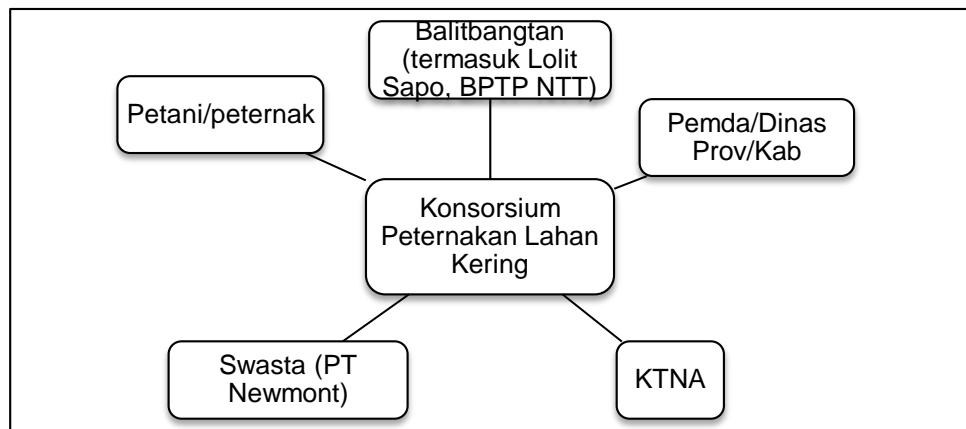 Balitbangtan
(termasuk Lolit
Sapo, BPTP NTT)
Petani/peternak
Pemda/Dinas
Prov/Kab
Konsorsium
Peternakan Lahan
Kering
Swasta (PT
Newmont)
KTNA